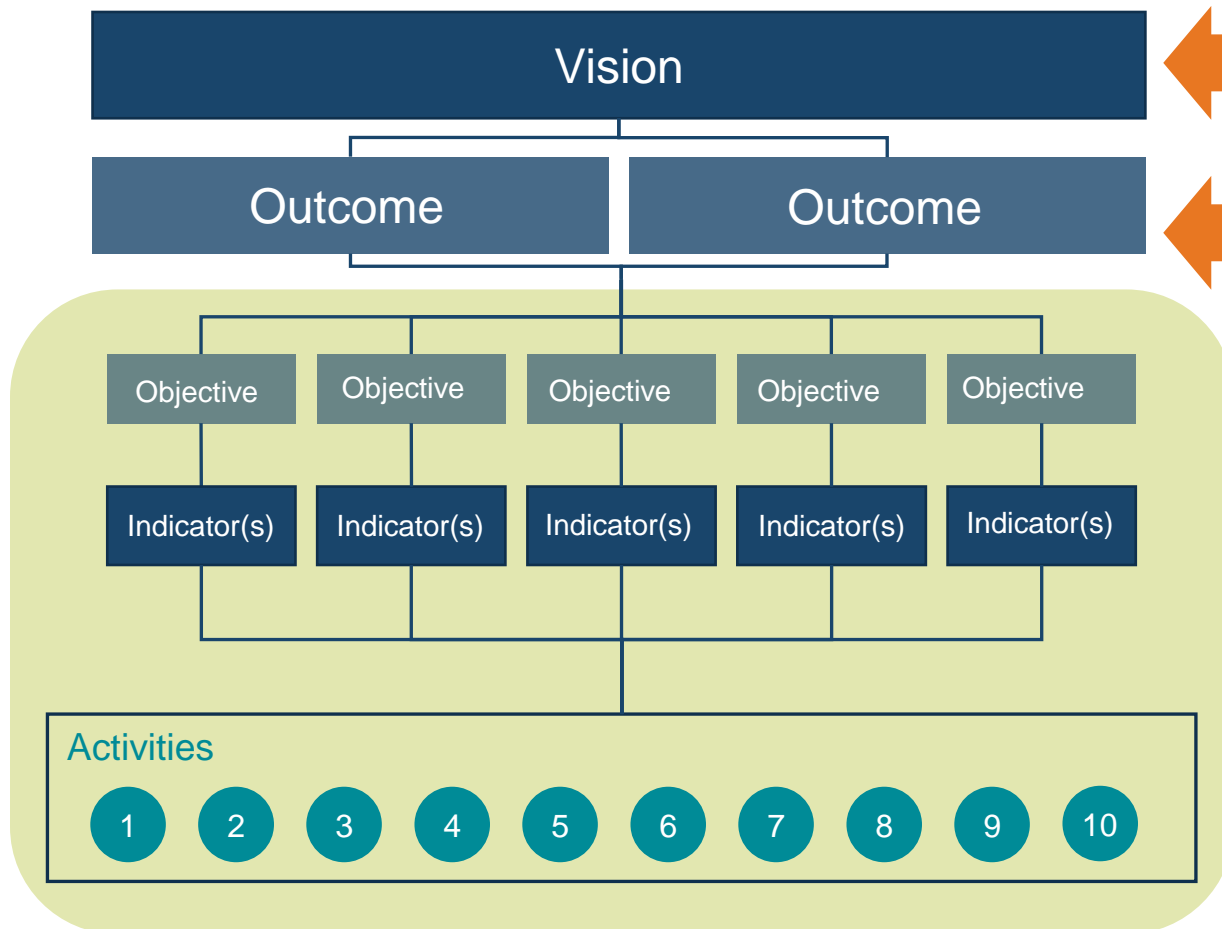 Vision
Outcome
Outcome
Objective
Objective
Objective
Objective
Objective
Indicator(s)
Indicator(s)
Indicator(s)
Indicator(s)
Indicator(s)
Activities
1
2
3
4
5
6
7
8
9
10